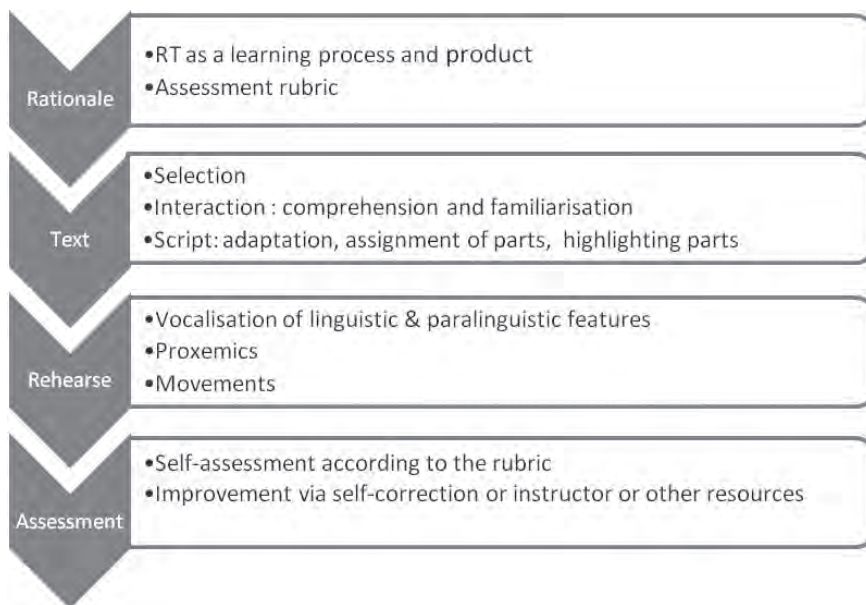 Rationale
•RT as a learning process and product
•Assessment rubric
Text
•Selection
•Interaction : comprehension and familiarisation
•Script: adaptation, assignment of parts,  highlighting parts
Rehearse
•Vocalisation of linguistic & paralinguistic features
•Proxemics
•Movements
Assessment
•Self-assessment according to the rubric
•Improvement via self-correction or instructor or other resources